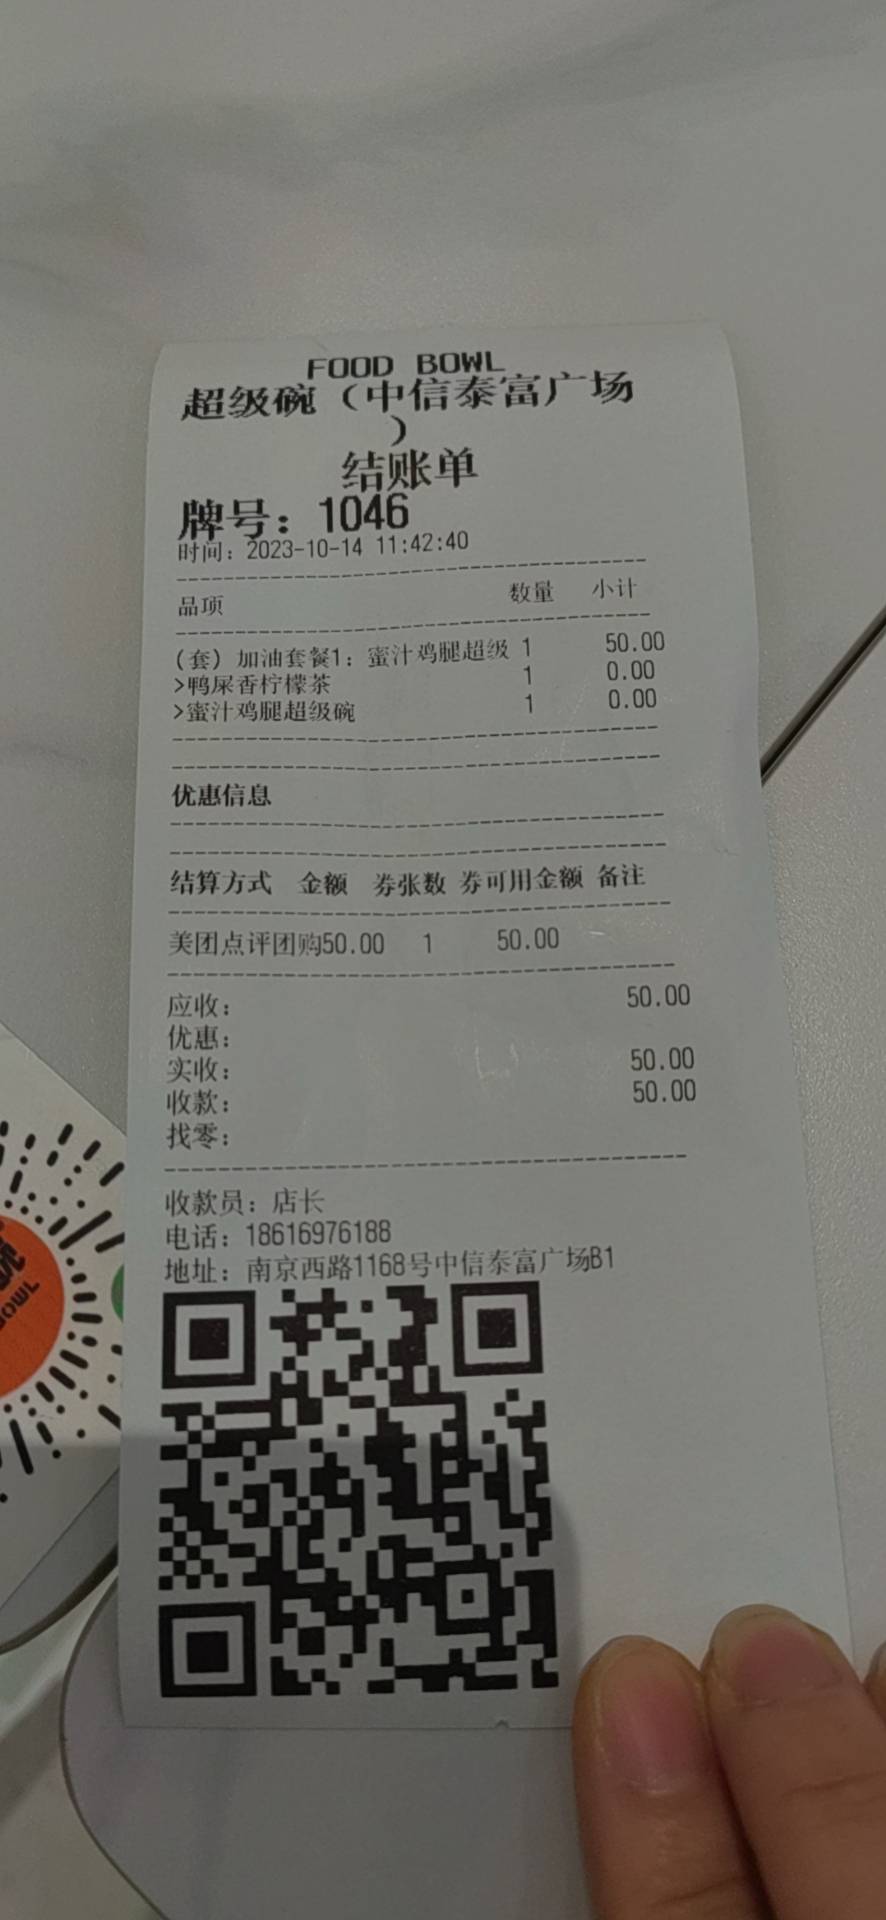 FOOD BOWL
超级碗（中信泰富广场
）
结账单
牌号：1046
时间：2023-10-14 11:42:40
品项 数量 小计
(套) 加油套餐1：蜜汁鸡腿超级 1 50.00
>鸭屎香柠檬茶 1 0.00
>蜜汁鸡腿超级碗 1 0.00
优惠信息
结算方式 金额 券张数 券可用金额 备注
美团点评团购50.00 1 50.00
应收： 50.00
优惠：
实收： 50.00
收款： 50.00
找零：
收款员：店长
电话：18616976188
地址：南京西路1168号中信泰富广场B1
BOWL